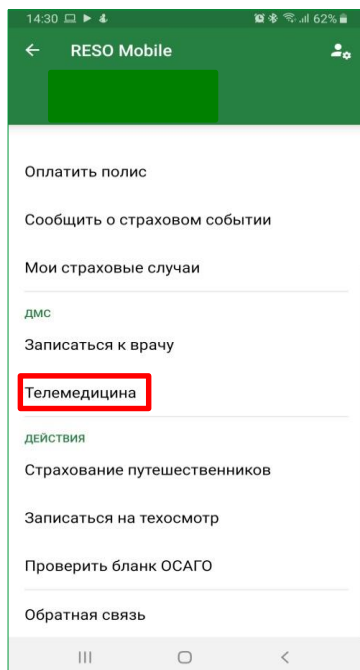 14:30 62%
RESO Mobile
Оплатить полис
Сообщить о страховом событии
Мои страховые случаи
ДМС
Записаться к врачу
Телемедицина
ДЕЙСТВИЯ
Страхование путешественников
Записаться на техосмотр
Проверить бланк ОСАГО
Обратная связь